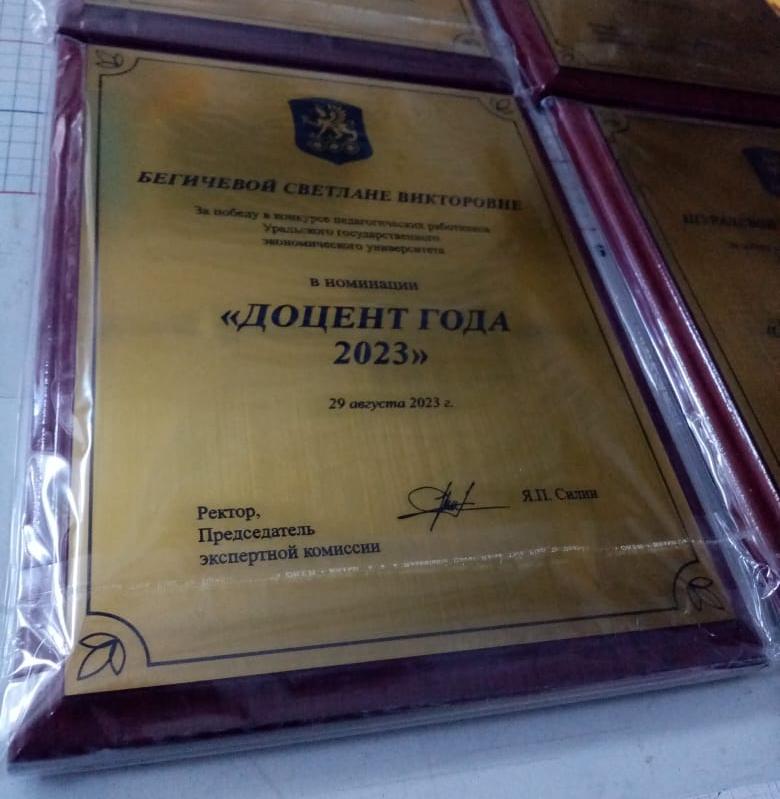 БЕГИЧЕВОЙ СВЕТЛАНЕ ВИКТОРОВНЕ
За победу в конкурсе педагогических работников
Уральского государственного
экономического университета
в номинации
«ДОЦЕНТ ГОДА
2023»
29 августа 2023 г.
Ректор,
Председатель
экспертной комиссии
Я.П. Силин